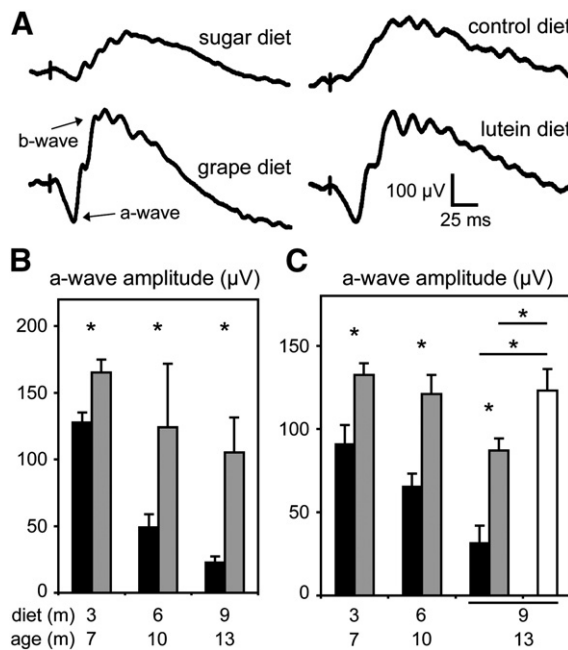 A
sugar diet
control diet
b-wave
grape diet
a-wave
lutein diet
100 µV
25 ms
B
a-wave amplitude (µV)
200
*
*
*
150
100
50
0
diet (m) 3 6 9
age (m) 7 10 13
C
a-wave amplitude (µV)
*
*
*
*
*
150
100
50
0
3 6 9
7 10 13